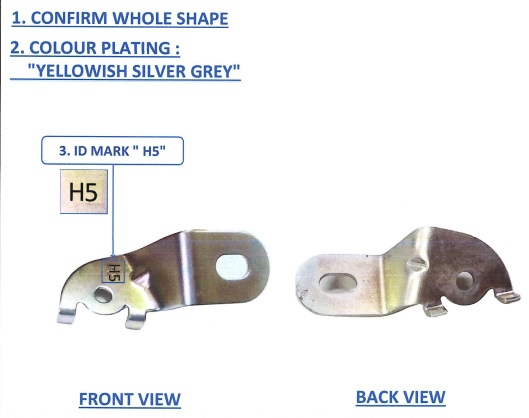 1. CONFIRM WHOLE SHAPE
2. COLOUR PLATING :
"YELLOWISH SILVER GREY"
3. ID MARK " H5"
H5
H5
FRONT VIEW
BACK VIEW